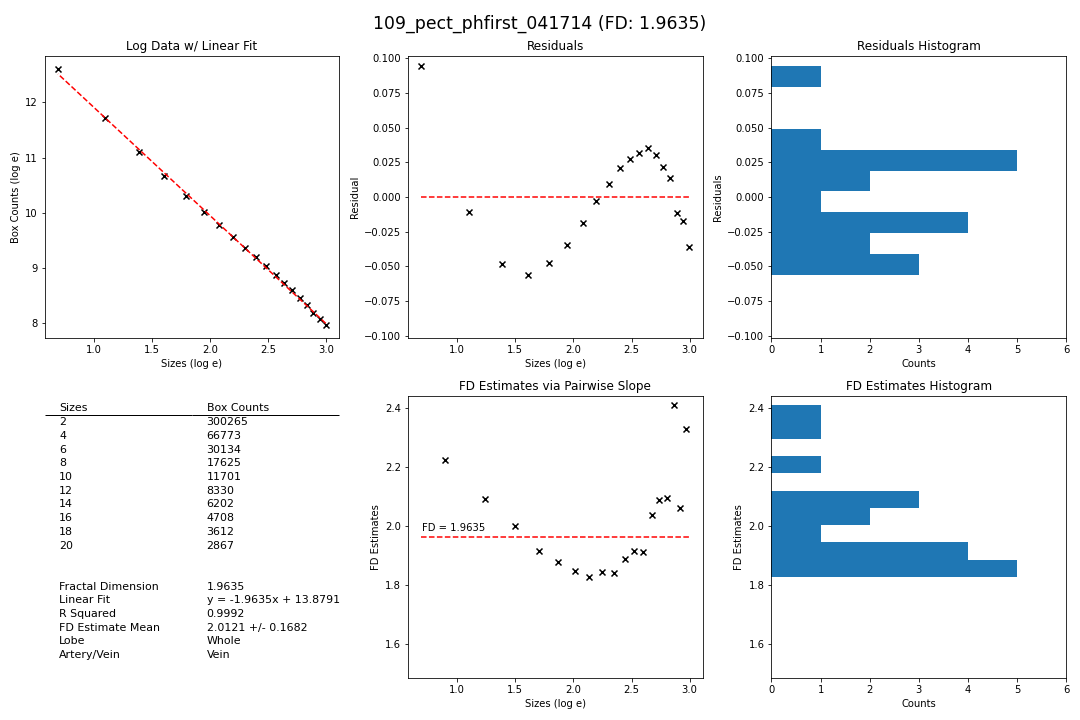 109_pect_phfirst_041714 (FD: 1.9635)
Log Data w/ Linear Fit
Box Counts (log e)
12
11
10
9
8
1.0 1.5 2.0 2.5 3.0
Sizes (log e)
Residuals
Residual
0.100
0.075
0.050
0.025
0.000
−0.025
−0.050
−0.075
−0.100
1.0 1.5 2.0 2.5 3.0
Sizes (log e)
Residuals Histogram
Residuals
0.100
0.075
0.050
0.025
0.000
−0.025
−0.050
−0.075
−0.100
0 1 2 3 4 5 6
Counts
Sizes Box Counts
2 300265
4 66773
6 30134
8 17625
10 11701
12 8330
14 6202
16 4708
18 3612
20 2867
Fractal Dimension 1.9635
Linear Fit y = -1.9635x + 13.8791
R Squared 0.9992
FD Estimate Mean 2.0121 +/- 0.1682
Lobe Whole
Artery/Vein Vein
FD Estimates via Pairwise Slope
FD Estimates
2.4
2.2
2.0
1.8
1.6
FD = 1.9635
1.0 1.5 2.0 2.5 3.0
Sizes (log e)
FD Estimates Histogram
FD Estimates
2.4
2.2
2.0
1.8
1.6
0 1 2 3 4 5 6
Counts